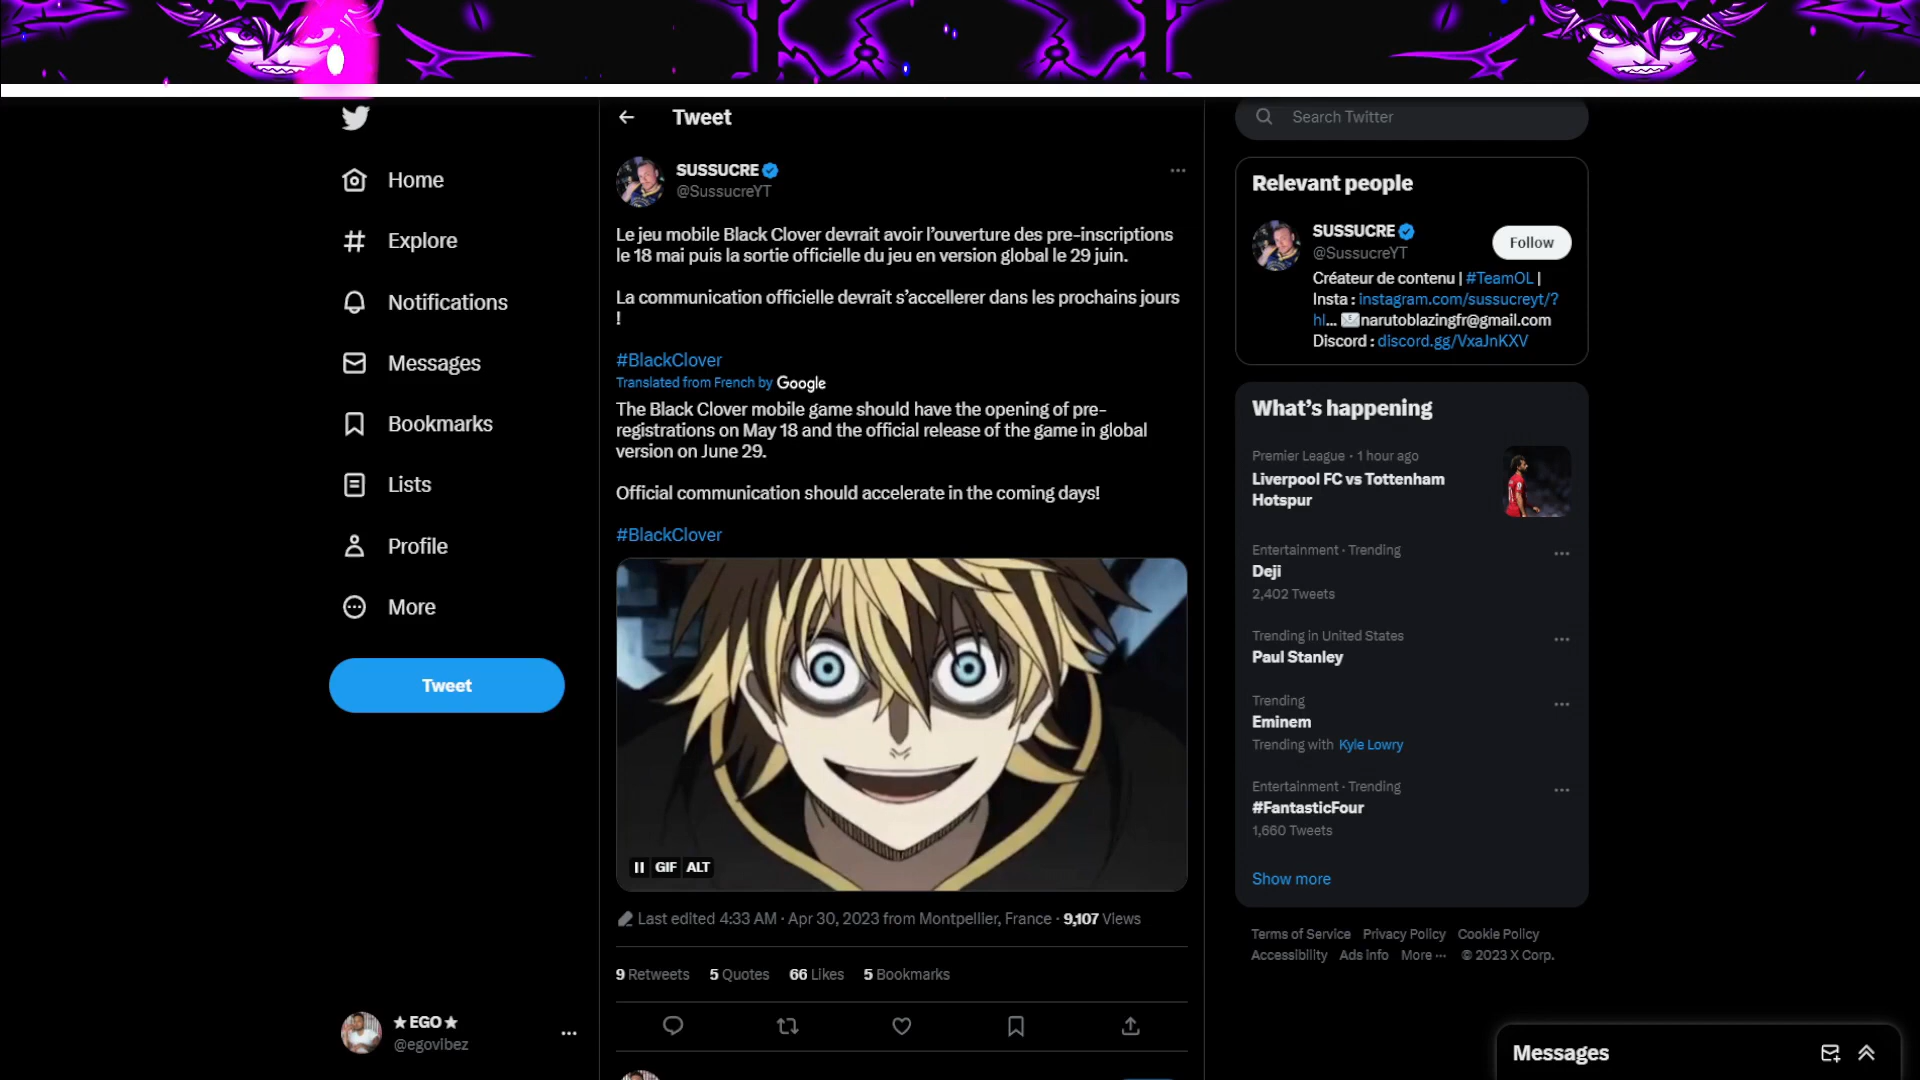 Home
Explore
Notifications
Messages
Bookmarks
Lists
Profile
More
Tweet
★ EGO ★
@egovibez
Tweet
SUSSUCRE
@SussucreYT
Le jeu mobile Black Clover devrait avoir l’ouverture des pre-inscriptions
le 18 mai puis la sortie officielle du jeu en version global le 29 juin.
La communication officielle devrait s’accellerer dans les prochains jours
!
#BlackClover
Translated from French by Google
The Black Clover mobile game should have the opening of pre-
registrations on May 18 and the official release of the game in global
version on June 29.
Official communication should accelerate in the coming days!
#BlackClover
GIF ALT
Last edited 4:33 AM · Apr 30, 2023 from Montpellier, France · 9,107 Views
9 Retweets 5 Quotes 66 Likes 5 Bookmarks
Search Twitter
Relevant people
SUSSUCRE
@SussucreYT
Follow
Créateur de contenu | #TeamOL |
Insta : instagram.com/sussucreyt/?
hl… narutoblazingfr@gmail.com
Discord : discord.gg/VxaJnKXV
What’s happening
Premier League · 1 hour ago
Liverpool FC vs Tottenham
Hotspur
Entertainment · Trending
Deji
2,402 Tweets
Trending in United States
Paul Stanley
Trending
Eminem
Trending with Kyle Lowry
Entertainment · Trending
#FantasticFour
1,660 Tweets
Show more
Terms of Service Privacy Policy Cookie Policy
Accessibility Ads info More ··· © 2023 X Corp.
Messages